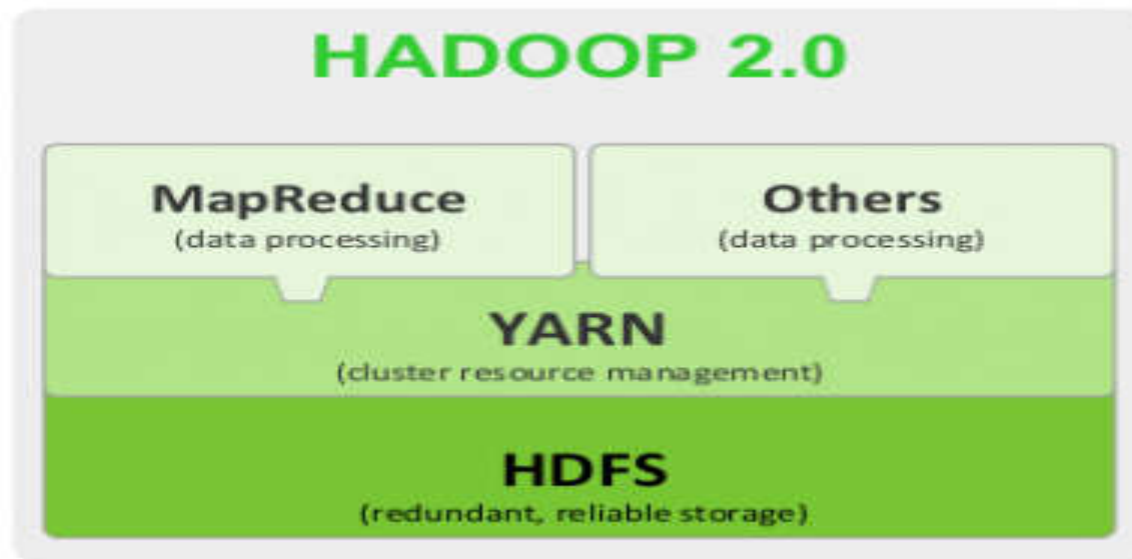 HADOOP 2.0
MapReduce
(data processing)
Others
(data processing)
YARN
(cluster resource management)
HDFS
(redundant, reliable storage)